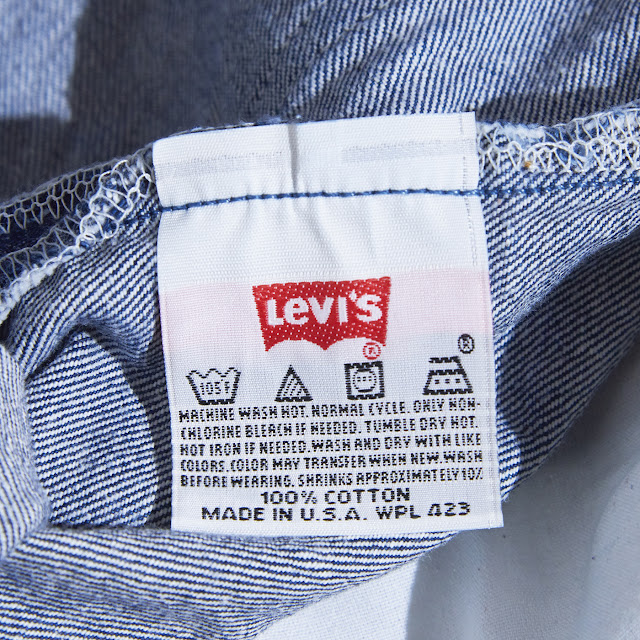 LEVI'S
105 F
MACHINE WASH HOT. NORMAL CYCLE. ONLY NON-
CHLORINE BLEACH IF NEEDED. TUMBLE DRY HOT.
HOT IRON IF NEEDED. WASH AND DRY WITH LIKE
COLORS. COLOR MAY TRANSFER WHEN NEW WASH
BEFORE WEARING. SHRINKS APPROXIMATELY 10%
100% COTTON
MADE IN U.S.A. WPL 423